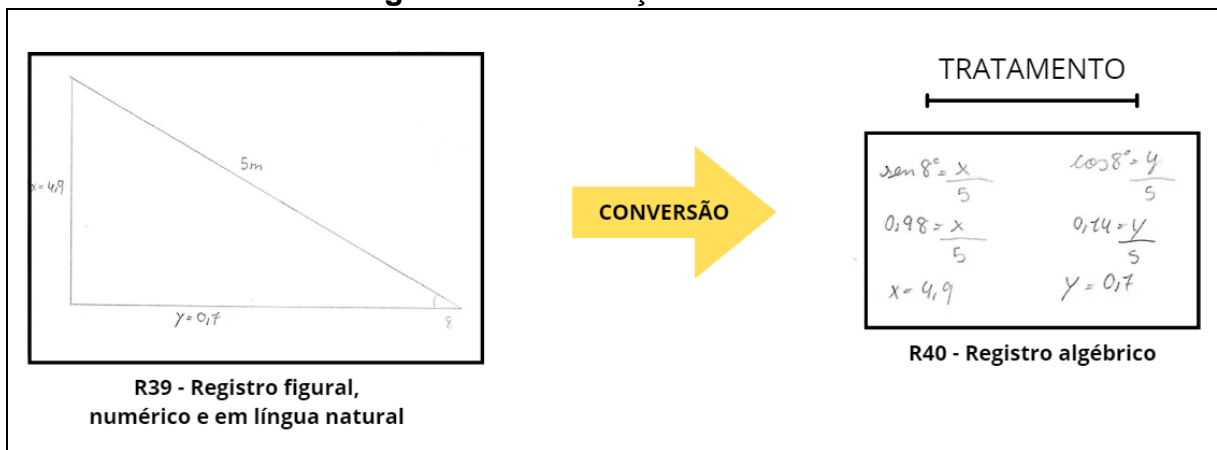 5m
x=4,9
y=0,7
8
R39 - Registro figural,
numérico e em língua natural
CONVERSÃO
TRATAMENTO
sen 8° = x/5
cos 8° = y/5
0,98 = x/5
0,14 = y/5
x = 4,9
y = 0,7
R40 - Registro algébrico